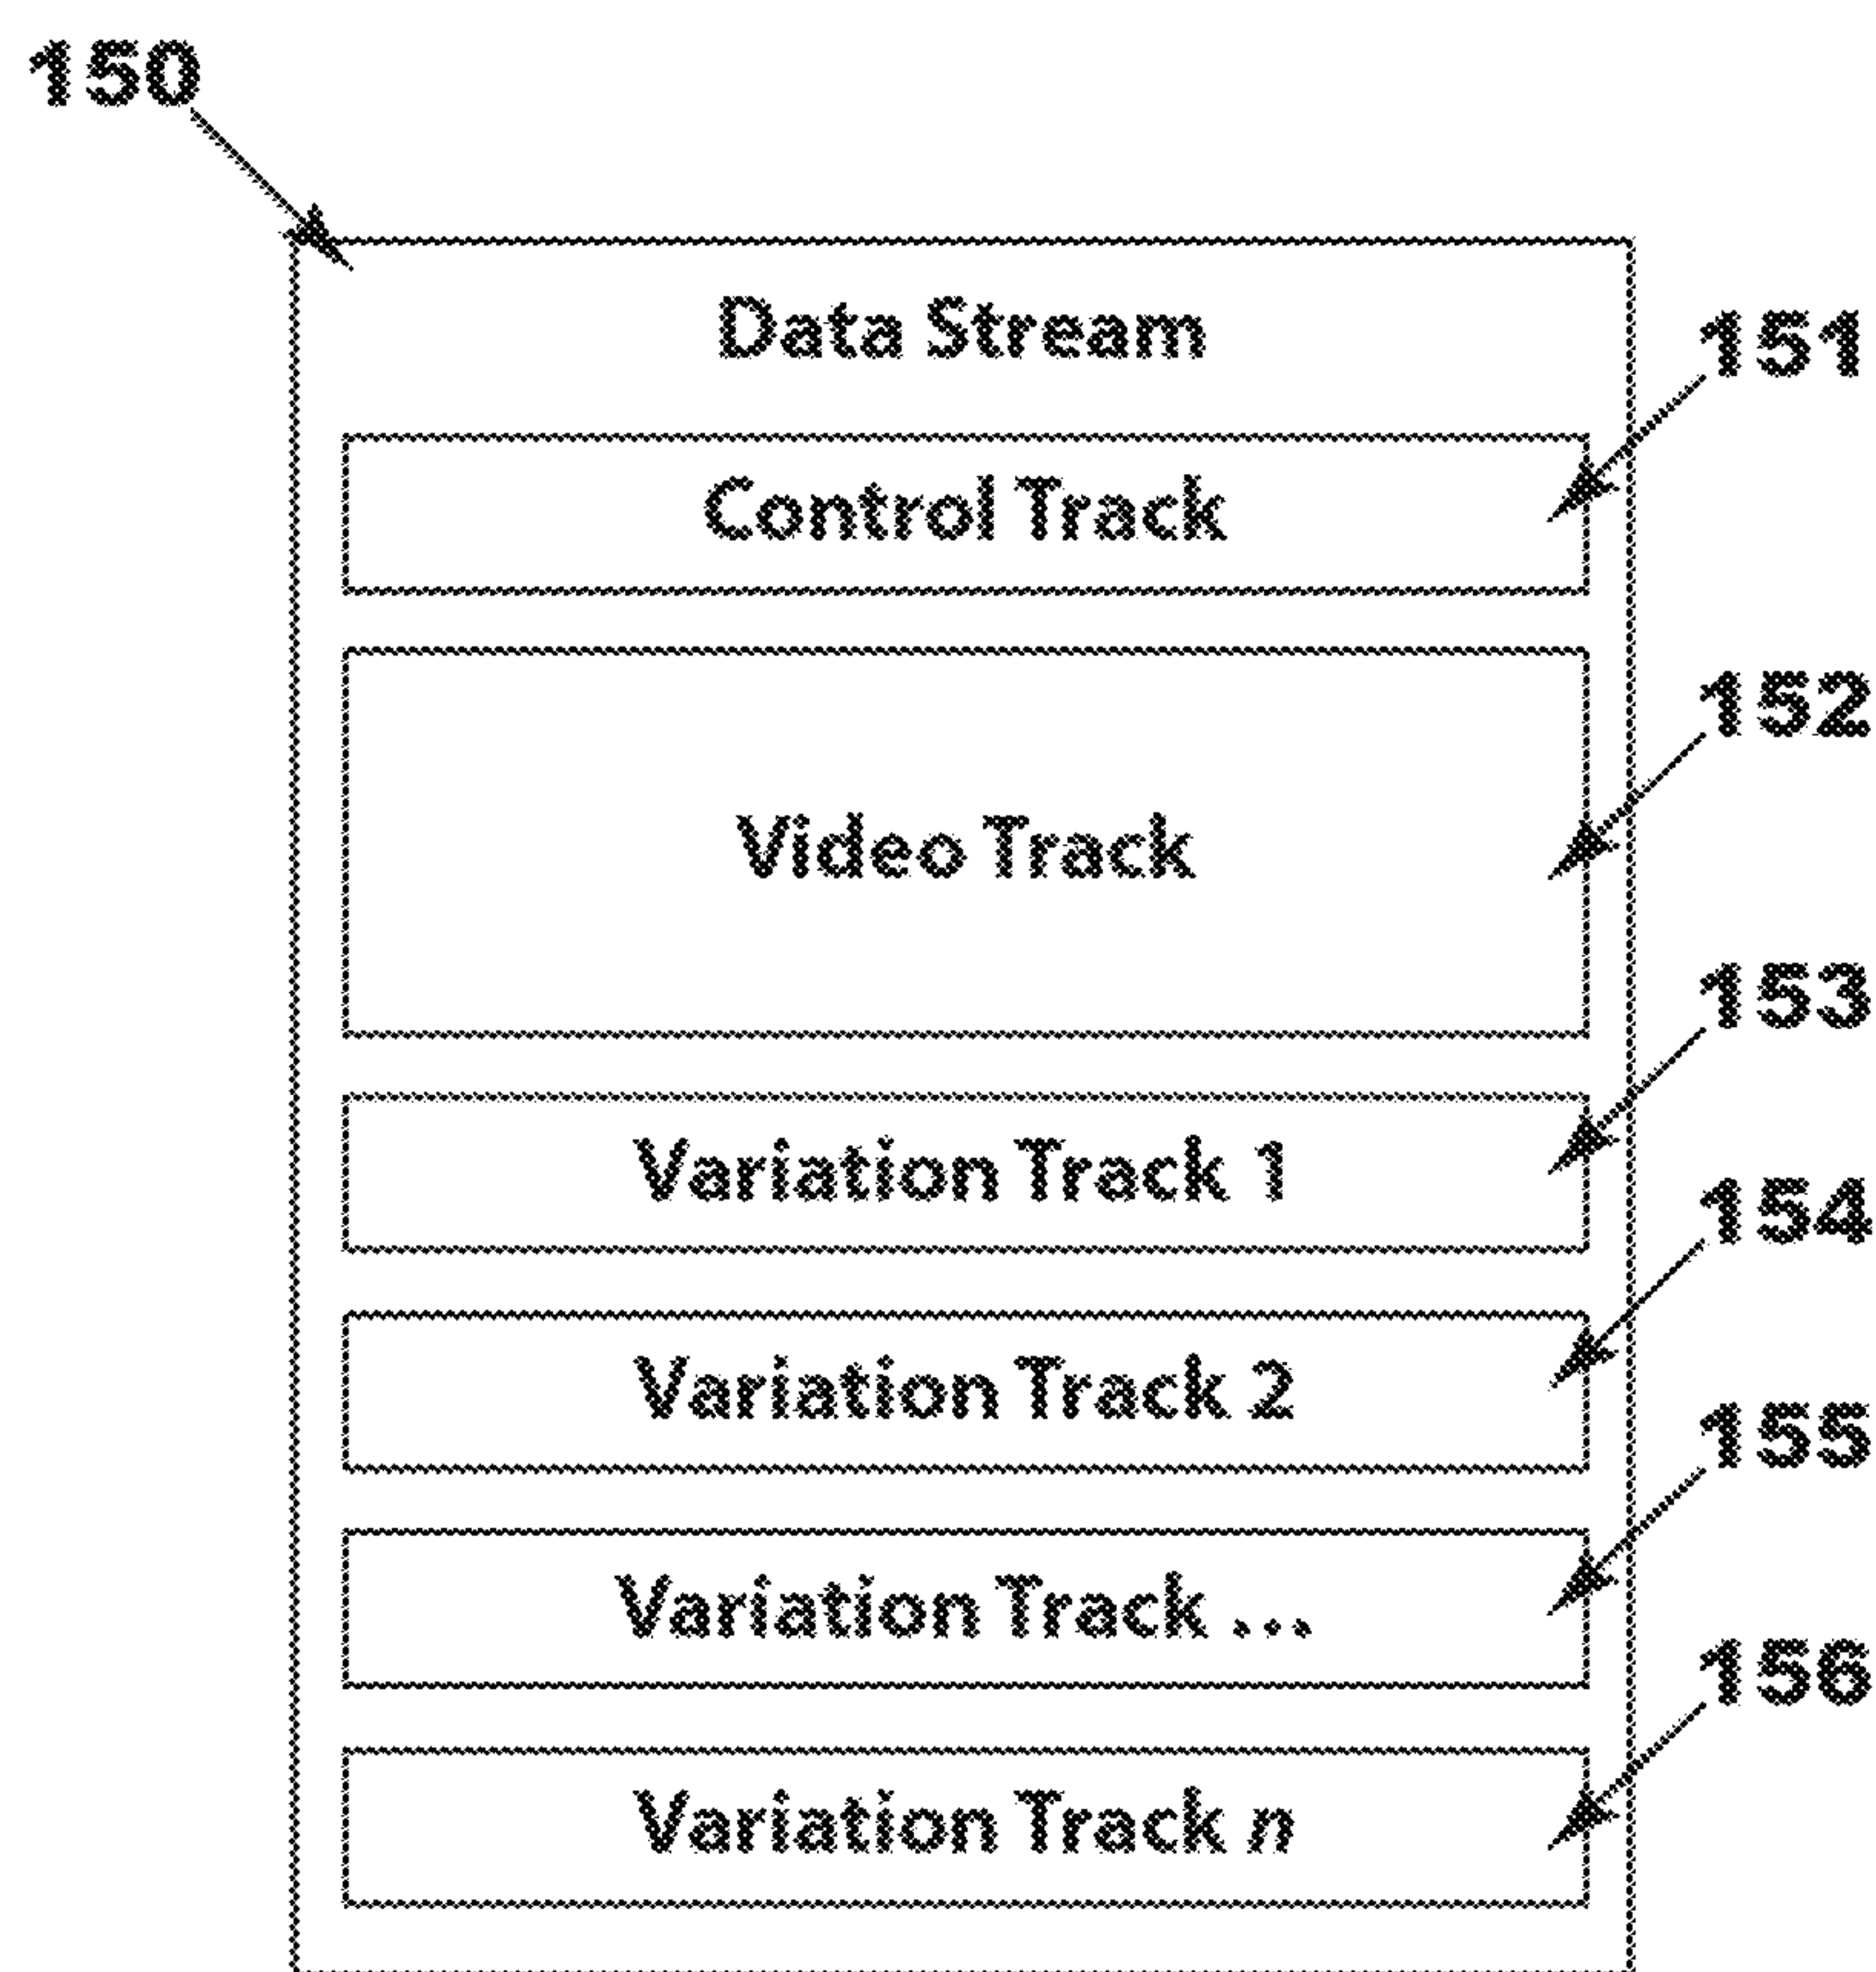 150
Data Stream
151
Control Track
152
Video Track
153
Variation Track 1
154
Variation Track 2
155
Variation Track ...
156
Variation Track n